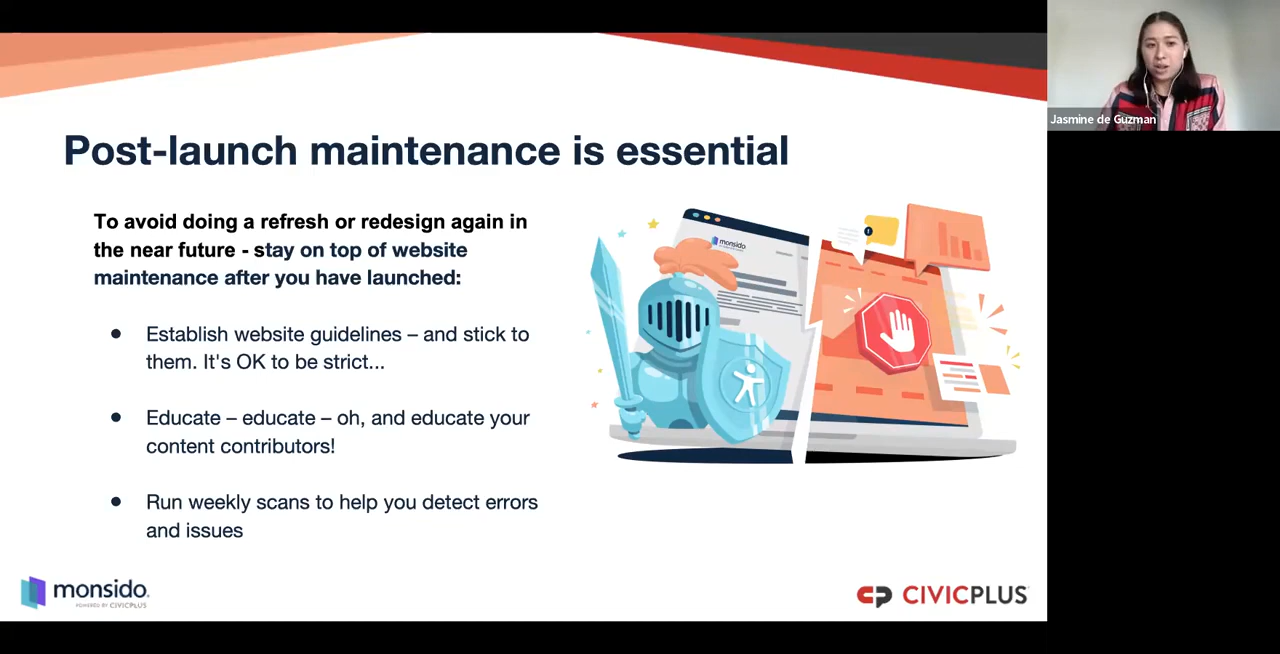 Post-launch maintenance is essential
To avoid doing a refresh or redesign again in
the near future - stay on top of website
maintenance after you have launched:
● Establish website guidelines – and stick to
them. It's OK to be strict...
● Educate – educate – oh, and educate your
content contributors!
● Run weekly scans to help you detect errors
and issues
monsido
monsido
POWERED BY CIVICPLUS
CP CIVICPLUS
Jasmine de Guzman